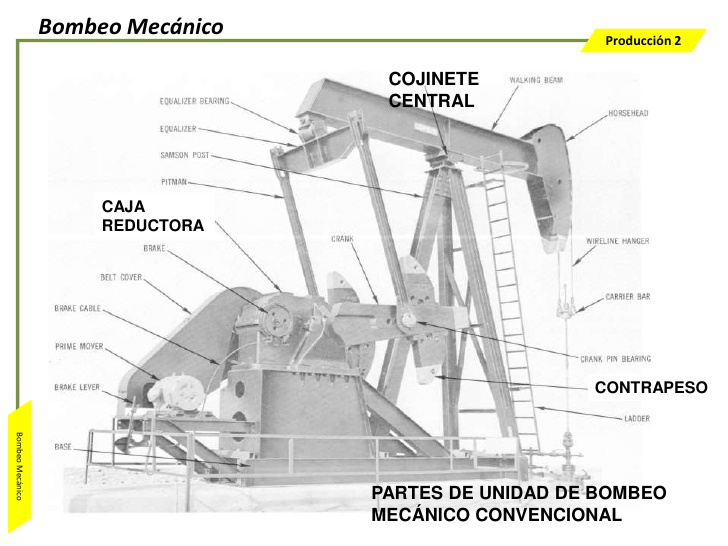 Bombeo Mecánico
Producción 2
COJINETE
CENTRAL
WALKING BEAM
EQUALIZER BEARING
HORSEHEAD
EQUALIZER
SAMSON POST
PITMAN
CAJA
REDUCTORA
CRANK
WIRELINE HANGER
BRAKE
BELT COVER
CARRIER BAR
BRAKE CABLE
PRIME MOVER
CRANK PIN BEARING
BRAKE LEVER
CONTRAPESO
LADDER
BASE
Bombeo Mecánico
PARTES DE UNIDAD DE BOMBEO
MECÁNICO CONVENCIONAL